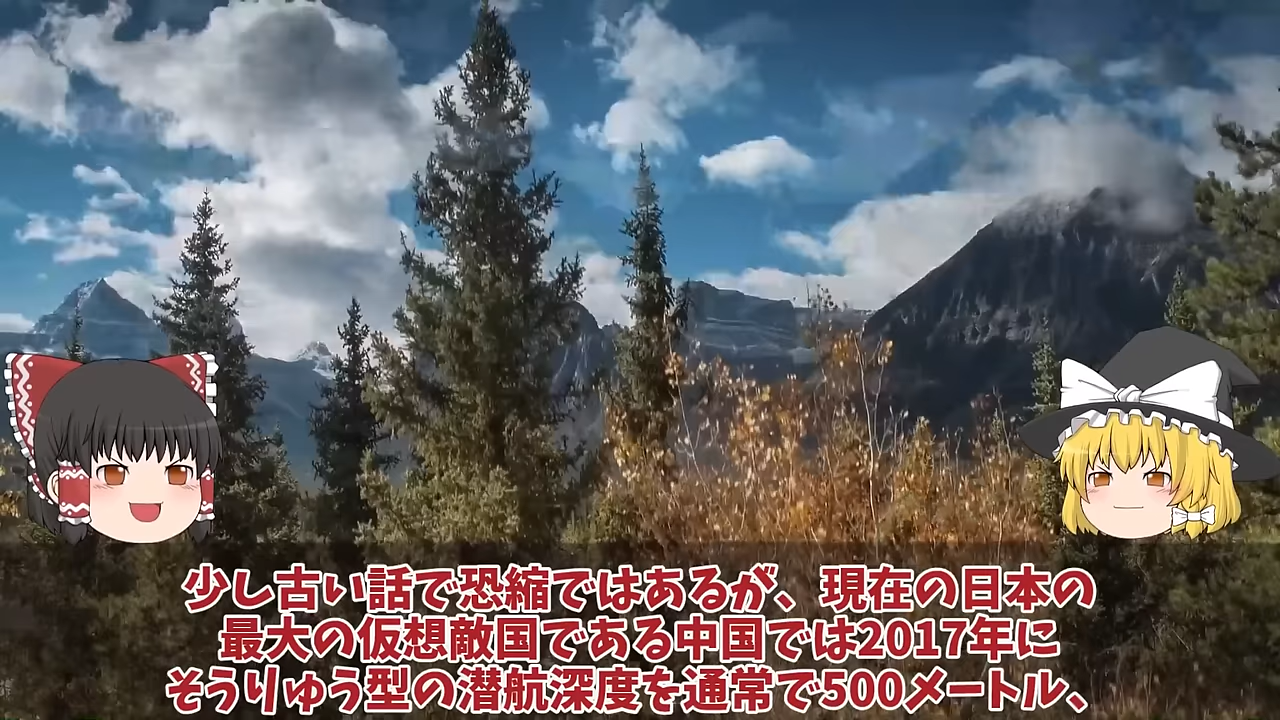 少し古い話で恐縮ではあるが、現在の日本の
最大の仮想敵国である中国では2017年に
そうりゅう型の潜航深度を通常で500メートル、